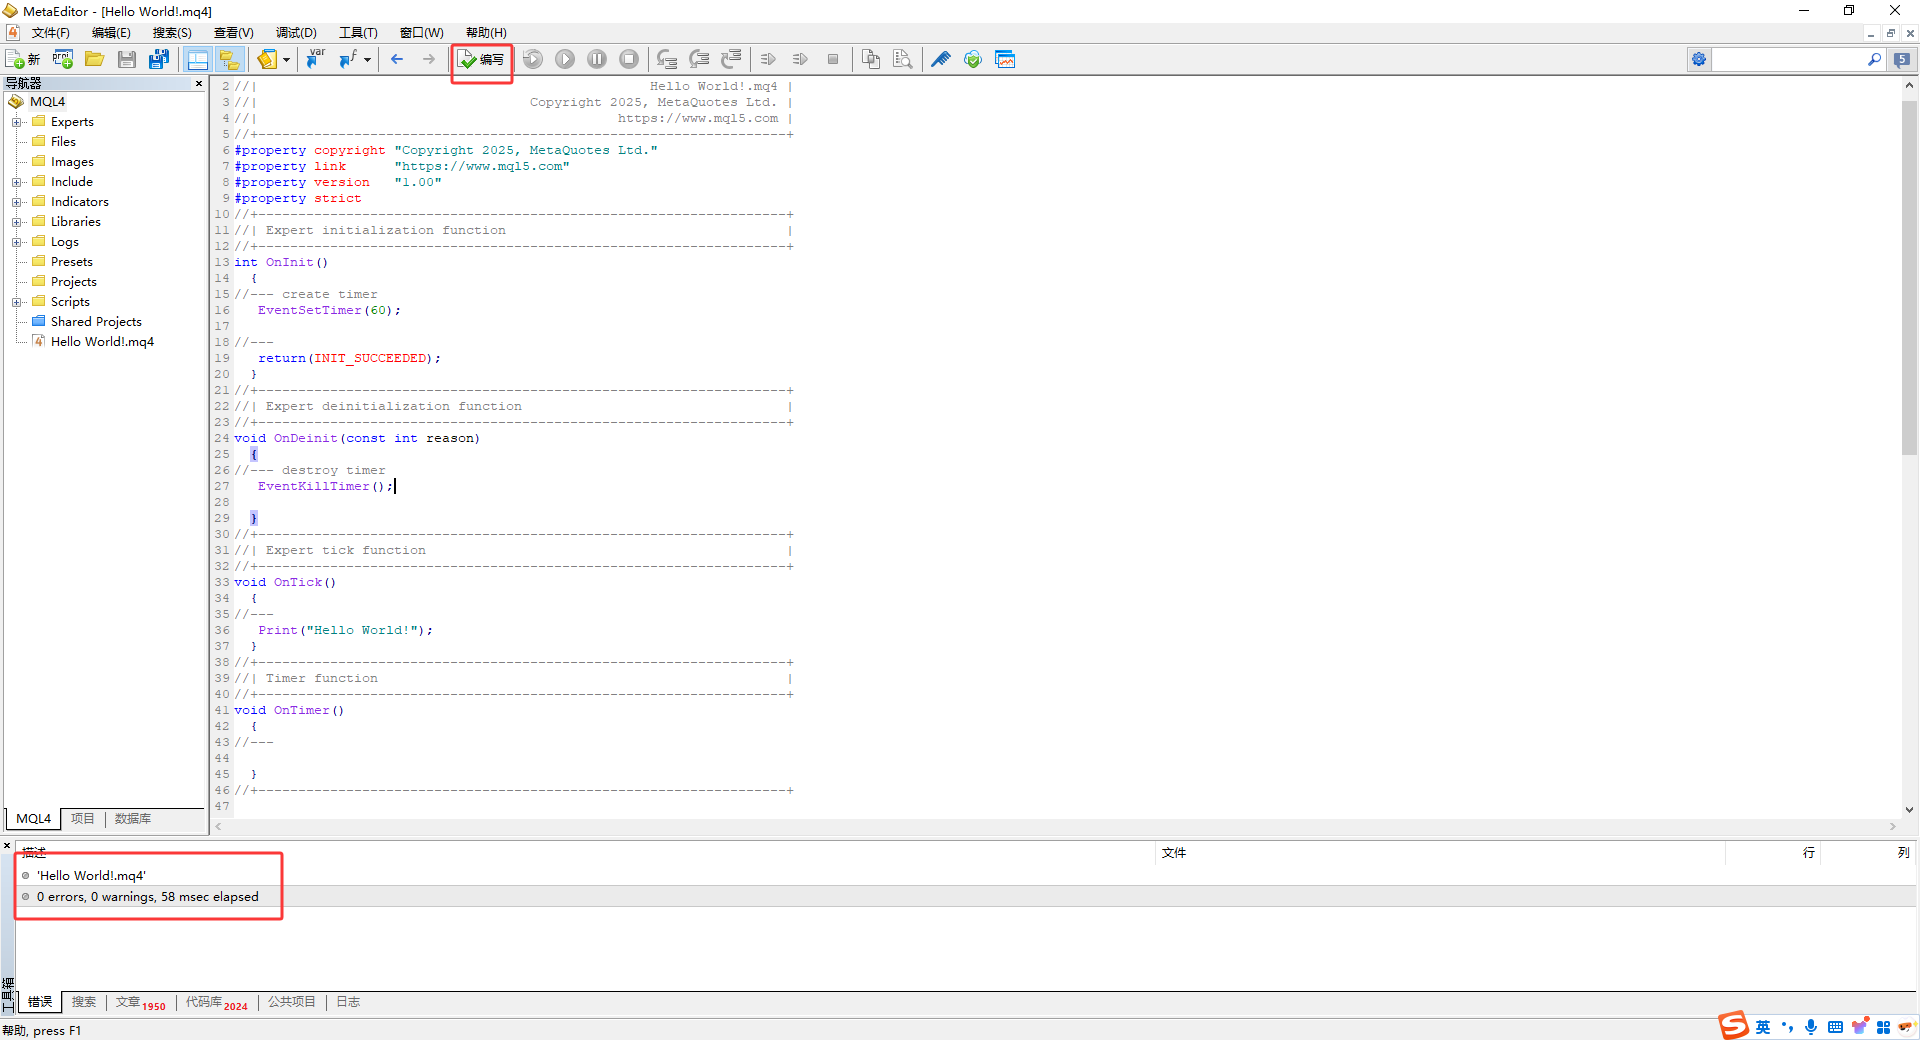 MetaEditor - [Hello World!.mq4]
文件(F) 编辑(E) 搜索(S) 查看(V) 调试(D) 工具(T) 窗口(W) 帮助(H)
新 编写 5
导航器
MQL4
Experts
Files
Images
Include
Indicators
Libraries
Logs
Presets
Projects
Scripts
Shared Projects
Hello World!.mq4
MQL4 项目 数据库
2 //| Hello World!.mq4 |
3 //| Copyright 2025, MetaQuotes Ltd. |
4 //| https://www.mql5.com |
5 //+------------------------------------------------------------------+
6 #property copyright "Copyright 2025, MetaQuotes Ltd."
7 #property link      "https://www.mql5.com"
8 #property version   "1.00"
9 #property strict
10 //+------------------------------------------------------------------+
11 //| Expert initialization function |
12 //+------------------------------------------------------------------+
13 int OnInit()
14   {
15 //--- create timer
16    EventSetTimer(60);
17
18 //---
19    return(INIT_SUCCEEDED);
20   }
21 //+------------------------------------------------------------------+
22 //| Expert deinitialization function |
23 //+------------------------------------------------------------------+
24 void OnDeinit(const int reason)
25   {
26 //--- destroy timer
27    EventKillTimer();
28
29   }
30 //+------------------------------------------------------------------+
31 //| Expert tick function |
32 //+------------------------------------------------------------------+
33 void OnTick()
34   {
35 //---
36    Print("Hello World!");
37   }
38 //+------------------------------------------------------------------+
39 //| Timer function |
40 //+------------------------------------------------------------------+
41 void OnTimer()
42   {
43 //---
44
45   }
46 //+------------------------------------------------------------------+
47
描述 文件 行 列
'Hello World!.mq4'
0 errors, 0 warnings, 58 msec elapsed
工具箱
错误 搜索 文章 1950 代码库 2024 公共项目 日志
帮助, press F1
英